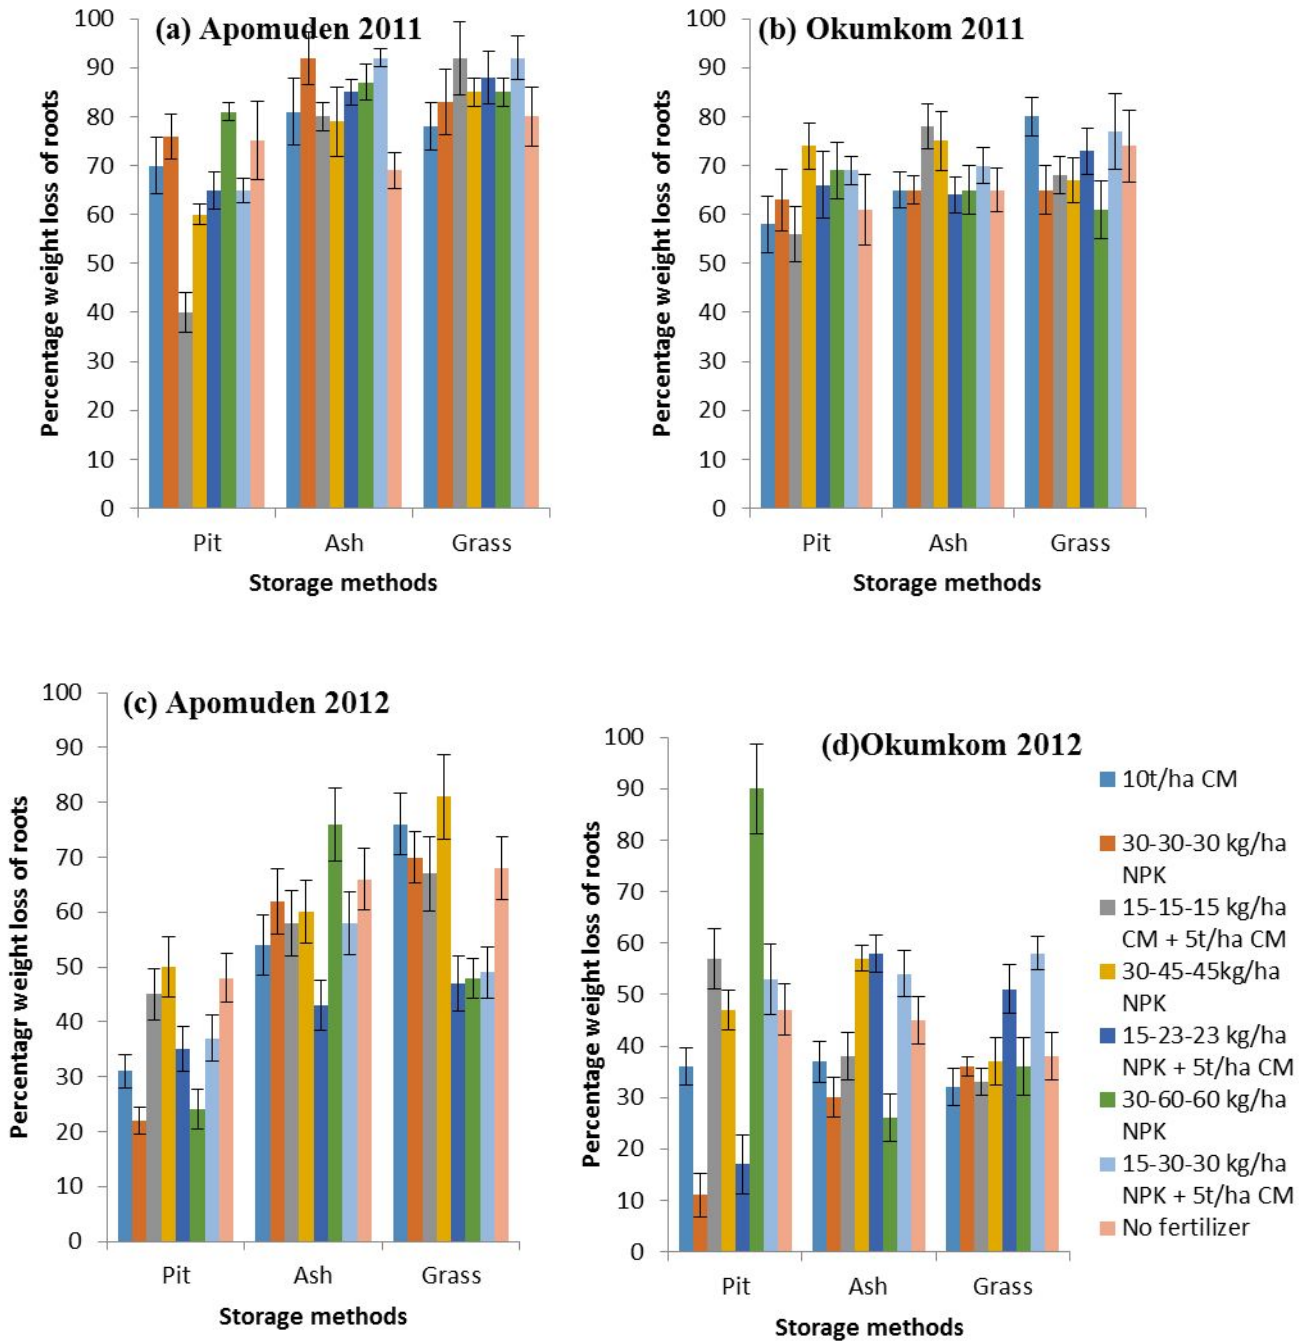 (a) Apomuden 2011
Percentage weight loss of roots
100
90
80
70
60
50
40
30
20
10
0
Pit Ash Grass
Storage methods
(b) Okumkom 2011
Percentage weight loss of roots
100
90
80
70
60
50
40
30
20
10
0
Pit Ash Grass
Storage methods
(c) Apomuden 2012
Percentagr weight loss of roots
100
90
80
70
60
50
40
30
20
10
0
Pit Ash Grass
Storage methods
(d)Okumkom 2012
Percentage weight loss of roots
100
90
80
70
60
50
40
30
20
10
0
Pit Ash Grass
Storage methods
10t/ha CM
30-30-30 kg/ha
NPK
15-15-15 kg/ha
CM + 5t/ha CM
30-45-45kg/ha
NPK
15-23-23 kg/ha
NPK + 5t/ha CM
30-60-60 kg/ha
NPK
15-30-30 kg/ha
NPK + 5t/ha CM
No fertilizer